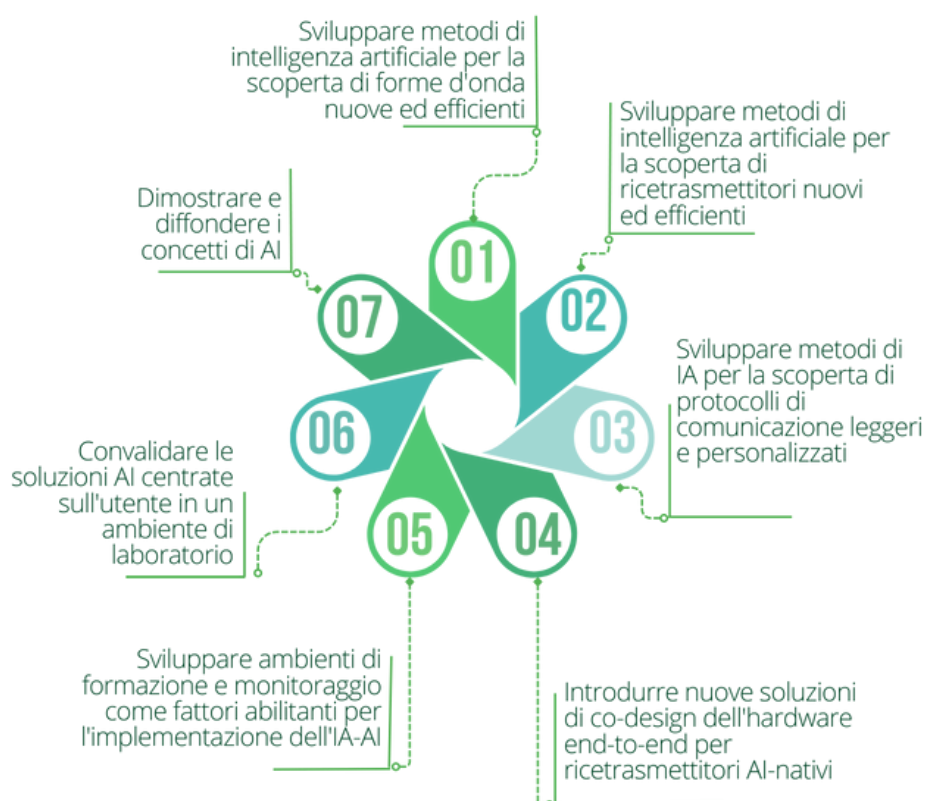 Sviluppare metodi di
intelligenza artificiale per la
scoperta di forme d'onda
nuove ed efficienti
01
Sviluppare metodi di
intelligenza artificiale per
la scoperta di
ricetrasmettitori nuovi
ed efficienti
02
Sviluppare metodi di
IA per la scoperta di
protocolli di
comunicazione leggeri
e personalizzati
03
Introdurre nuove soluzioni
di co-design dell'hardware
end-to-end per
ricetrasmettitori AI-nativi
04
Sviluppare ambienti di
formazione e monitoraggio
come fattori abilitanti per
l'implementazione dell'IA-AI
05
Convalidare le
soluzioni AI centrate
sull'utente in un
ambiente di
laboratorio
06
Dimostrare e
diffondere i
concetti di AI
07